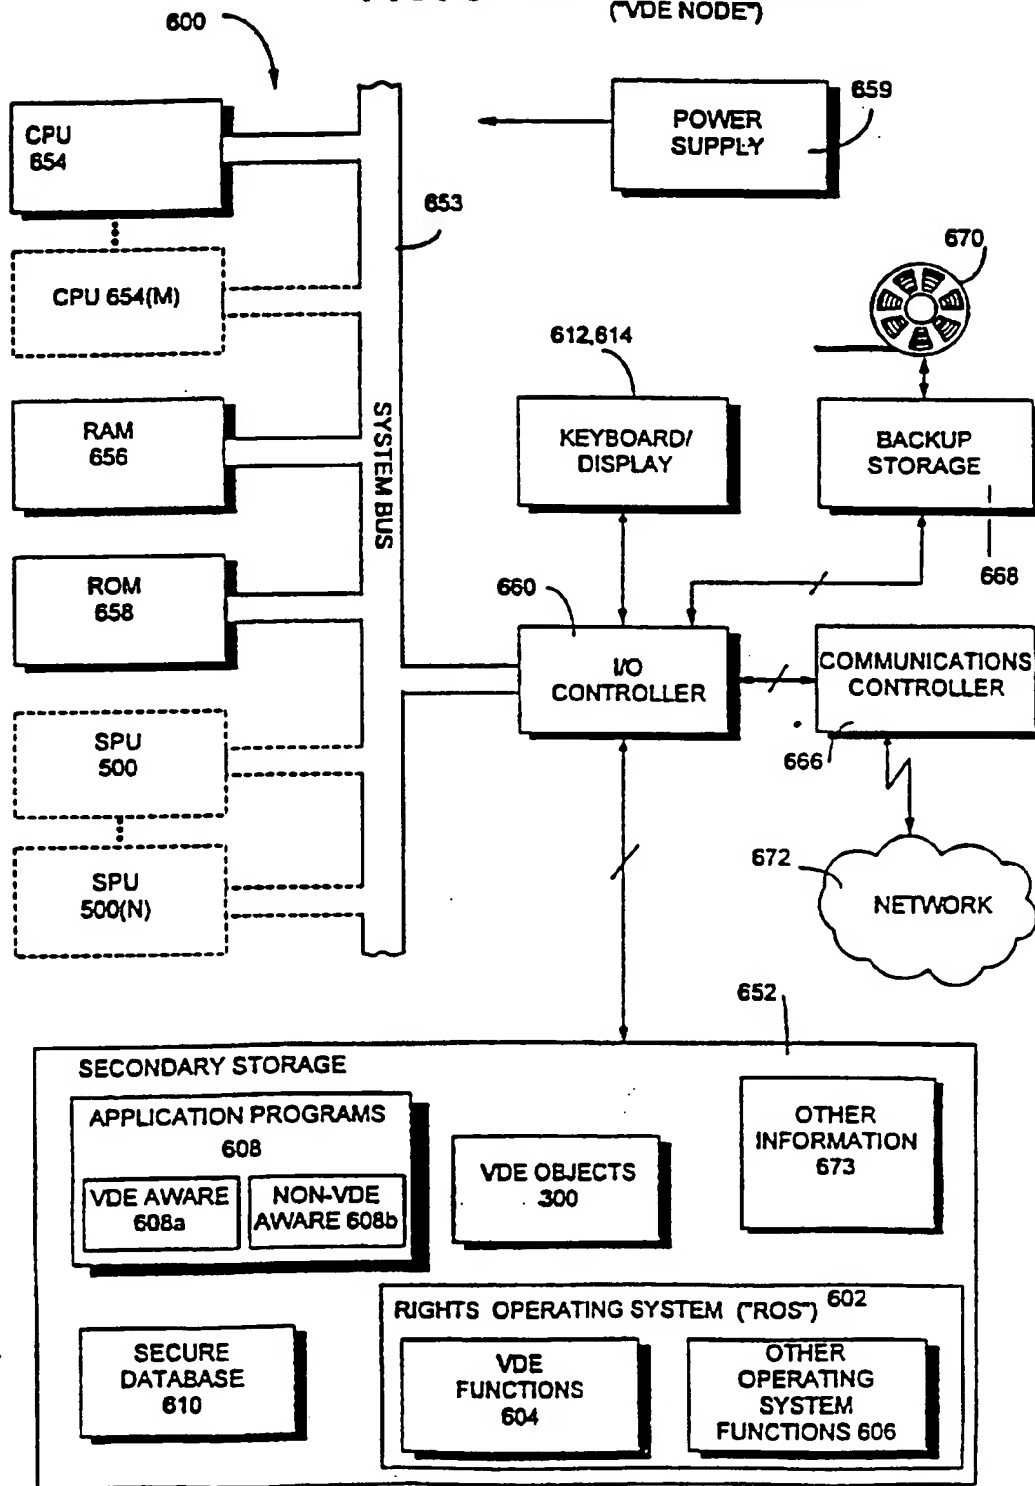 ("VDE NODE")
600
CPU
654
CPU 654(M)
RAM
656
ROM
658
SPU
500
SPU
500(N)
SYSTEM BUS
653
POWER
SUPPLY
659
670
612,614
KEYBOARD/
DISPLAY
BACKUP
STORAGE
668
660
I/O
CONTROLLER
COMMUNICATIONS
CONTROLLER
666
672
NETWORK
652
SECONDARY STORAGE
APPLICATION PROGRAMS
608
VDE AWARE
608a
NON-VDE
AWARE 608b
VDE OBJECTS
300
OTHER
INFORMATION
673
SECURE
DATABASE
610
RIGHTS OPERATING SYSTEM ("ROS") 602
VDE
FUNCTIONS
604
OTHER
OPERATING
SYSTEM
FUNCTIONS 606